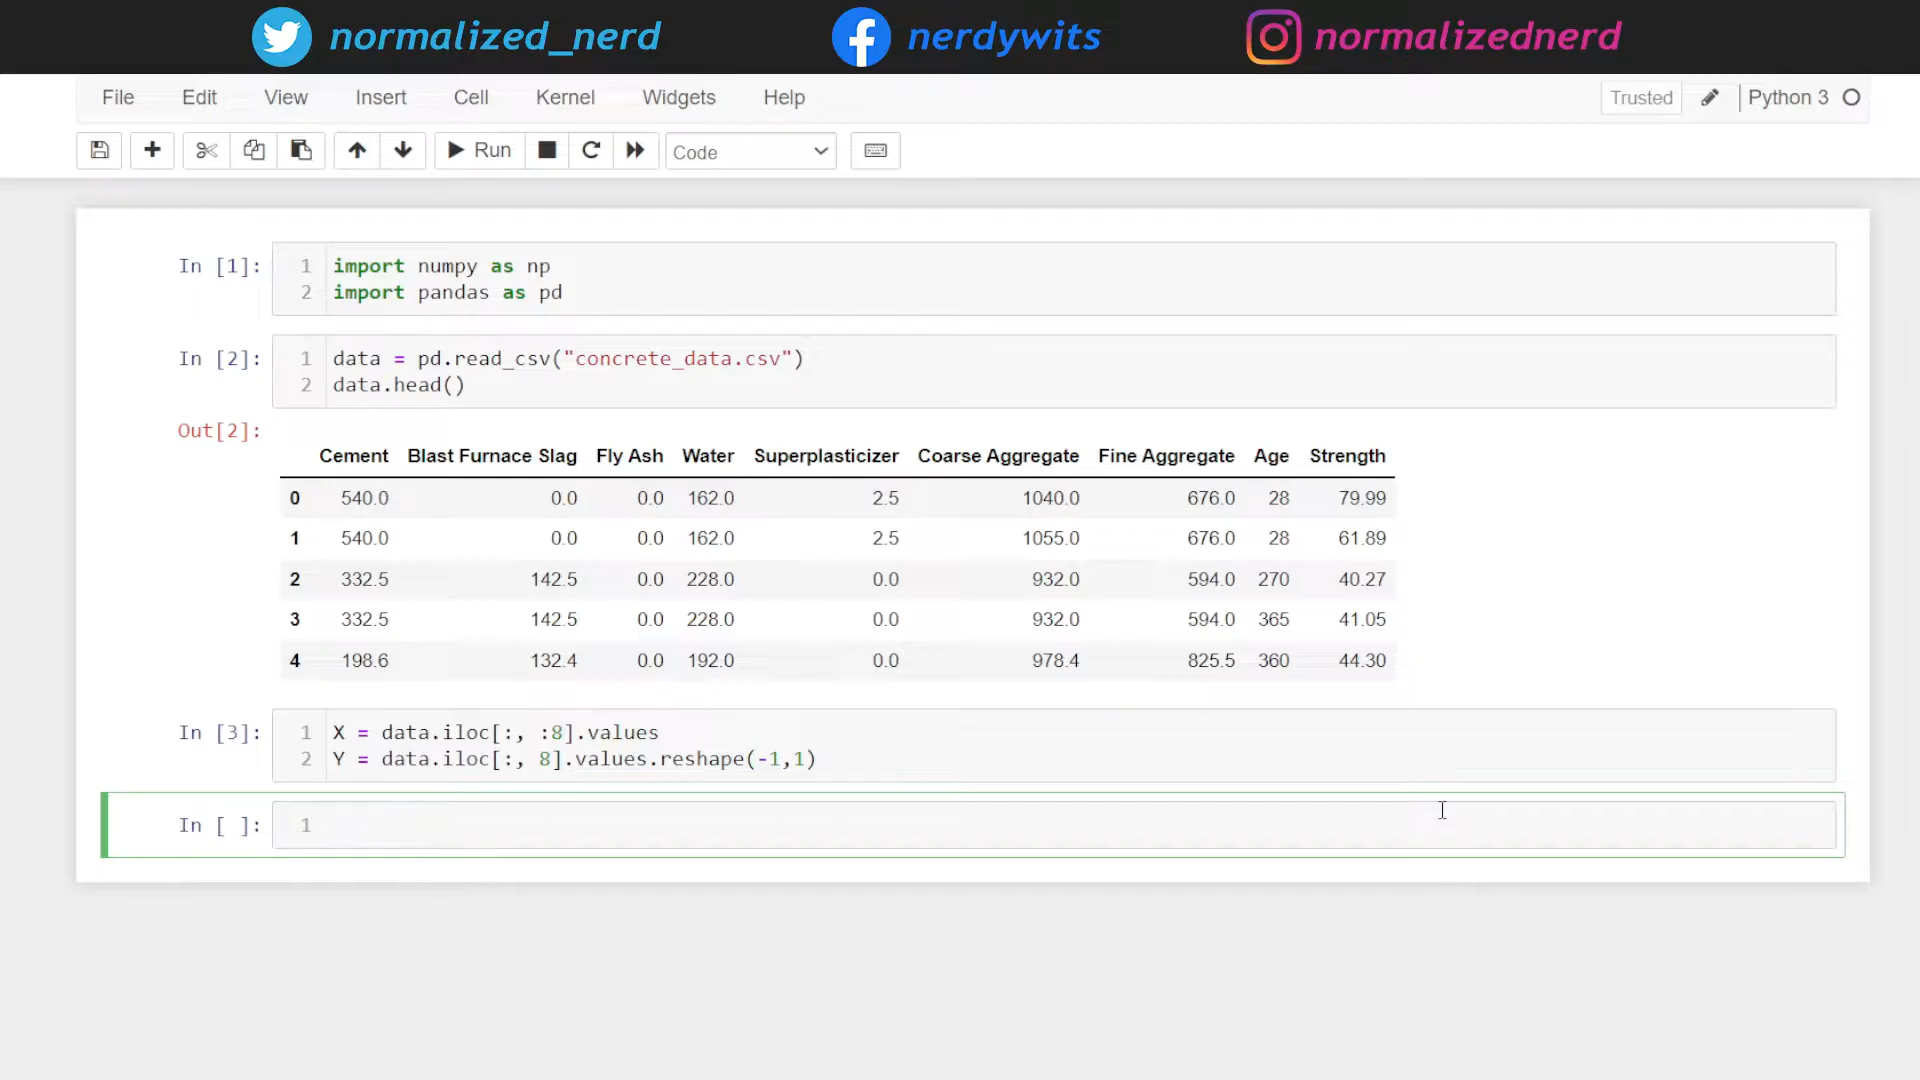 normalized_nerd nerdywits normalizednerd
File Edit View Insert Cell Kernel Widgets Help Trusted Python 3
Run Code
In [1]: 1 import numpy as np
2 import pandas as pd
In [2]: 1 data = pd.read_csv("concrete_data.csv")
2 data.head()
Out[2]:
Cement Blast Furnace Slag Fly Ash Water Superplasticizer Coarse Aggregate Fine Aggregate Age Strength
0 540.0 0.0 0.0 162.0 2.5 1040.0 676.0 28 79.99
1 540.0 0.0 0.0 162.0 2.5 1055.0 676.0 28 61.89
2 332.5 142.5 0.0 228.0 0.0 932.0 594.0 270 40.27
3 332.5 142.5 0.0 228.0 0.0 932.0 594.0 365 41.05
4 198.6 132.4 0.0 192.0 0.0 978.4 825.5 360 44.30
In [3]: 1 X = data.iloc[:, :8].values
2 Y = data.iloc[:, 8].values.reshape(-1,1)
In [ ]: 1